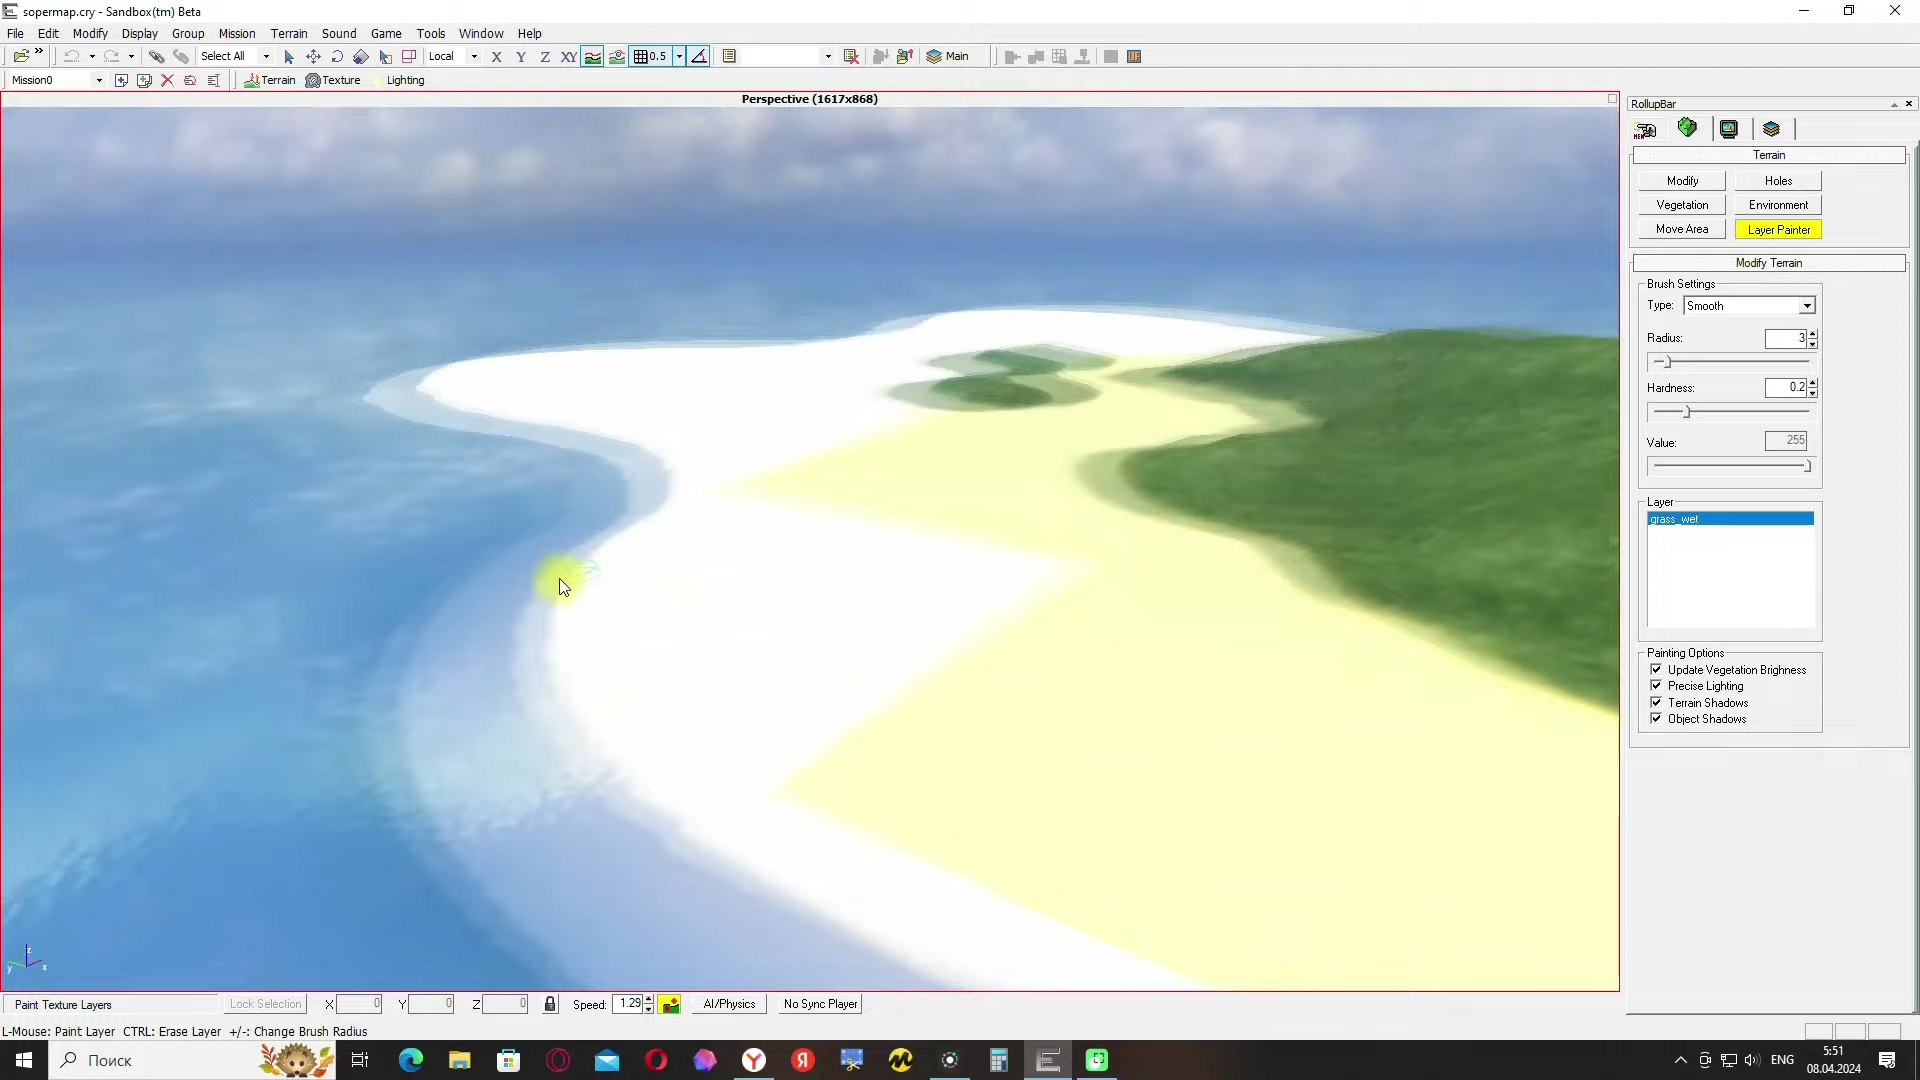 sopermap.cry - Sandbox(tm) Beta
File Edit Modify Display Group Mission Terrain Sound Game Tools Window Help
Select All Local X Y Z XY 0.5 Main
Mission0 Terrain Texture Lighting
Perspective (1617x868)
RollupBar
NEW
Terrain
Modify Holes
Vegetation Environment
Move Area Layer Painter
Modify Terrain
Brush Settings
Type: Smooth
Radius: 3
Hardness: 0.2
Value: 255
Layer
grass_wet
Painting Options
Update Vegetation Brighness
Precise Lighting
Terrain Shadows
Object Shadows
z
y x
Paint Texture Layers Lock Selection X 0 Y 0 Z 0 Speed: 1.29 AI/Physics No Sync Player
L-Mouse: Paint Layer CTRL: Erase Layer +/-: Change Brush Radius
Поиск
ENG
5:51
08.04.2024